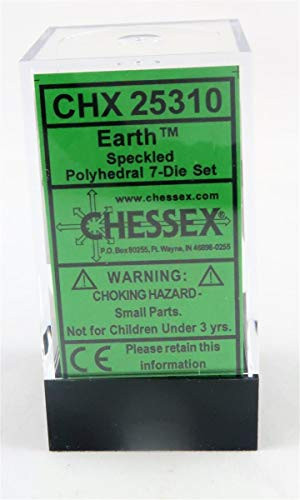 CHX 25310
Earth™
Speckled
Polyhedral 7-Die Set
www.chessex.com
CHESSEX®
P.O. Box 80255, Ft. Wayne, IN 46898-0255
WARNING:
CHOKING HAZARD-
Small Parts.
Not for Children Under 3 yrs.
CE Please retain this
information